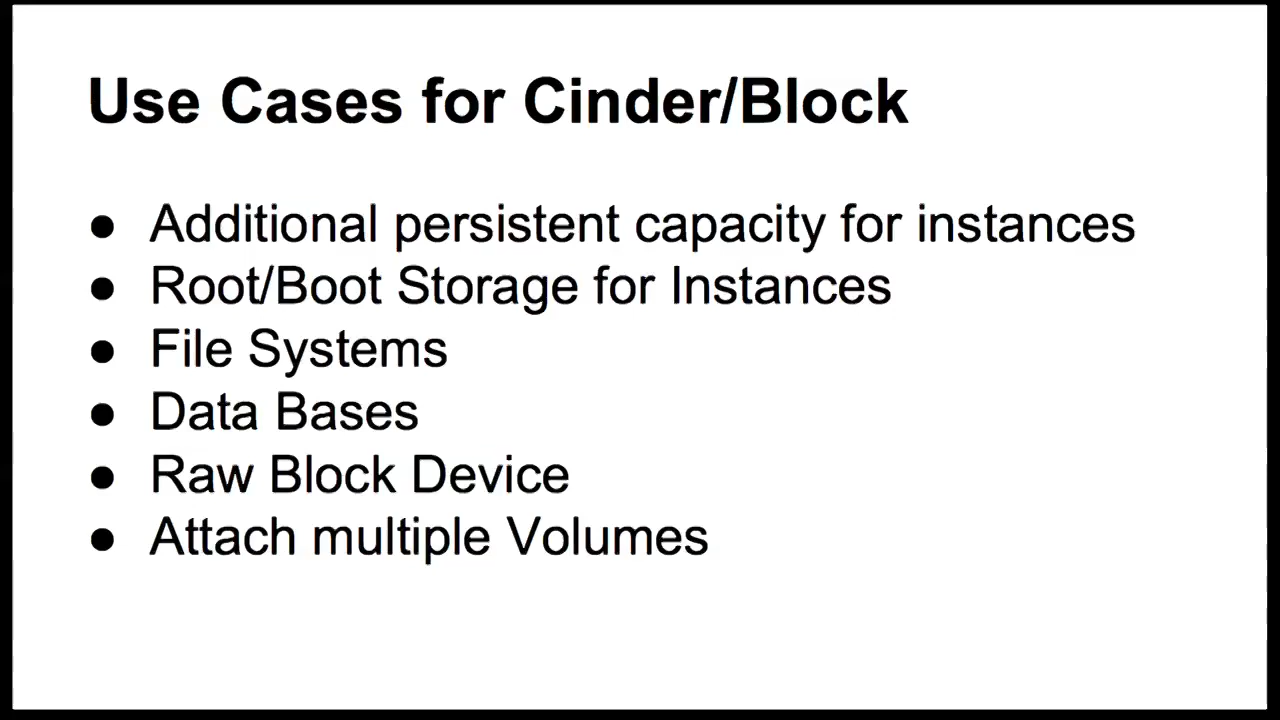 Use Cases for Cinder/Block
● Additional persistent capacity for instances
● Root/Boot Storage for Instances
● File Systems
● Data Bases
● Raw Block Device
● Attach multiple Volumes